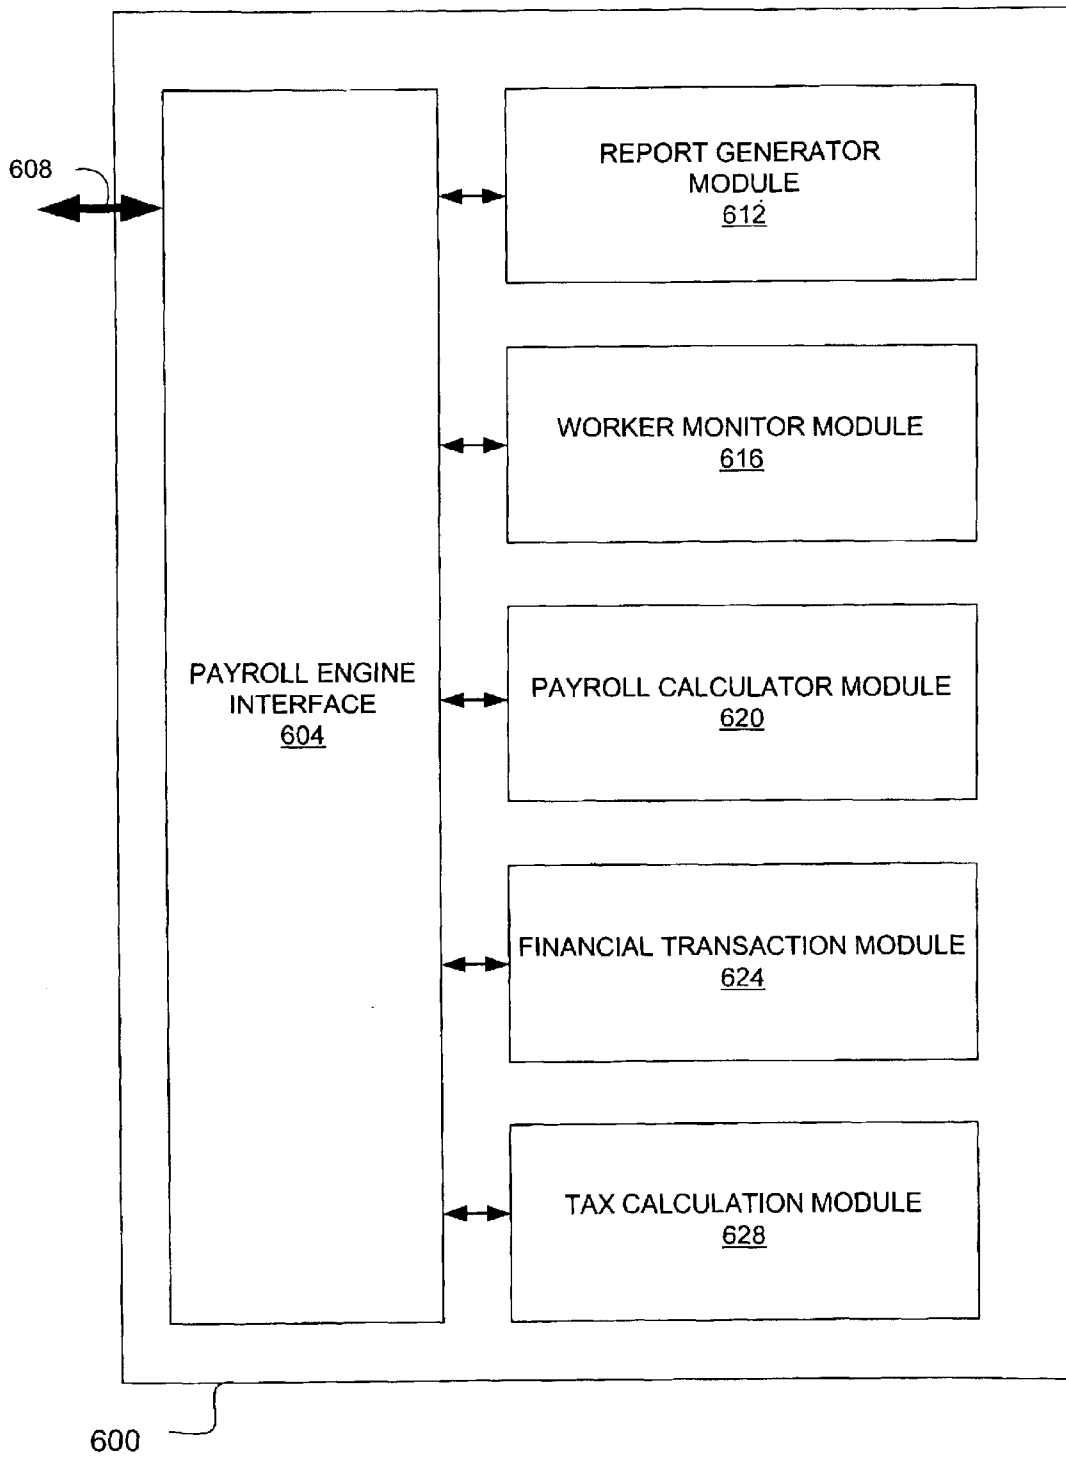 608
REPORT GENERATOR
MODULE
612
WORKER MONITOR MODULE
616
PAYROLL ENGINE
INTERFACE
604
PAYROLL CALCULATOR MODULE
620
FINANCIAL TRANSACTION MODULE
624
TAX CALCULATION MODULE
628
600